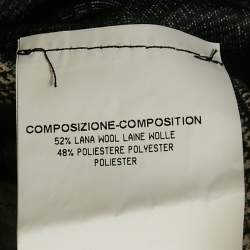 COMPOSIZIONE-COMPOSITION
52% LANA WOOL LAINE WOLLE
48% POLIESTERE POLYESTER
POLIESTER